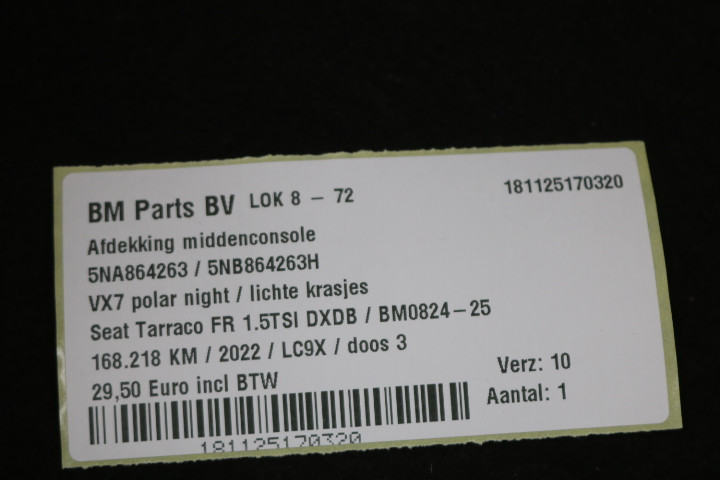 BM Parts BV LOK 8 - 72 181125170320
Afdekking middenconsole
5NA864263 / 5NB864263H
VX7 polar night / lichte krasjes
Seat Tarraco FR 1.5TSI DXDB / BM0824-25
168.218 KM / 2022 / LC9X / doos 3
Verz: 10
29,50 Euro incl BTW
Aantal: 1
181125170320